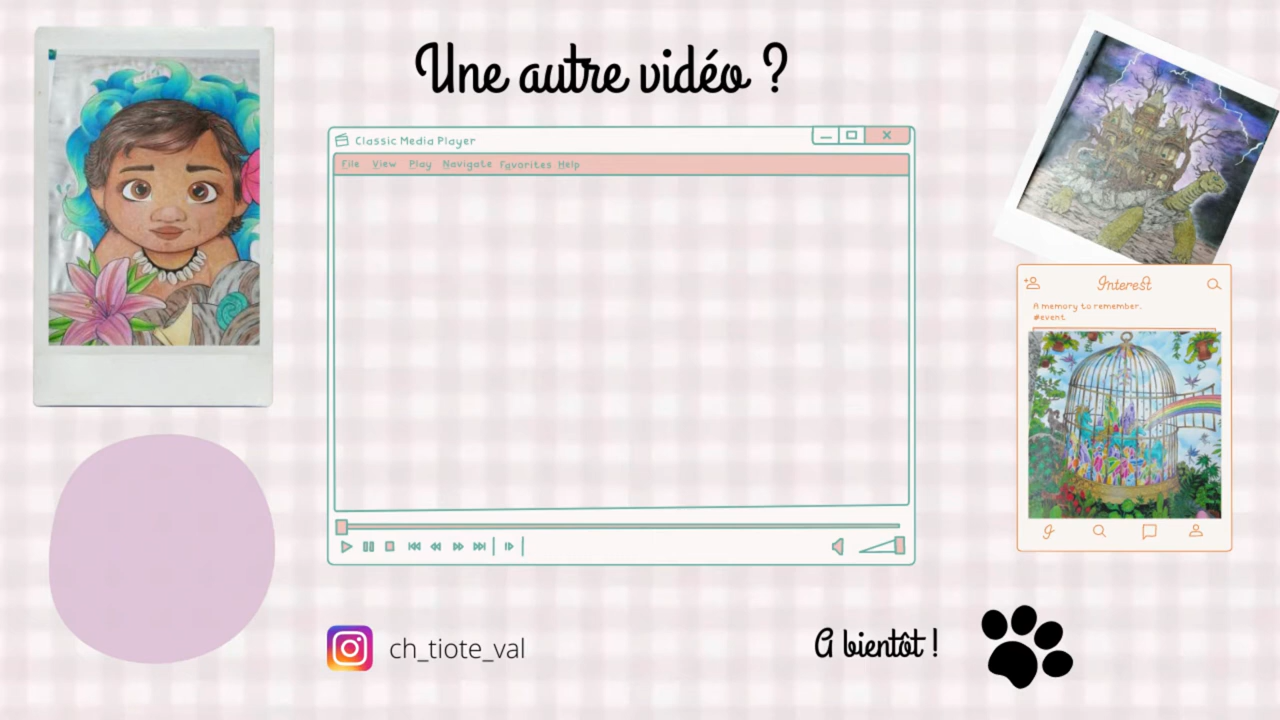 Une autre vidéo ?
Classic Media Player
File View Play Navigate Favorites Help
Interest
A memory to remember.
#event
ch_tiote_val
A bientôt !